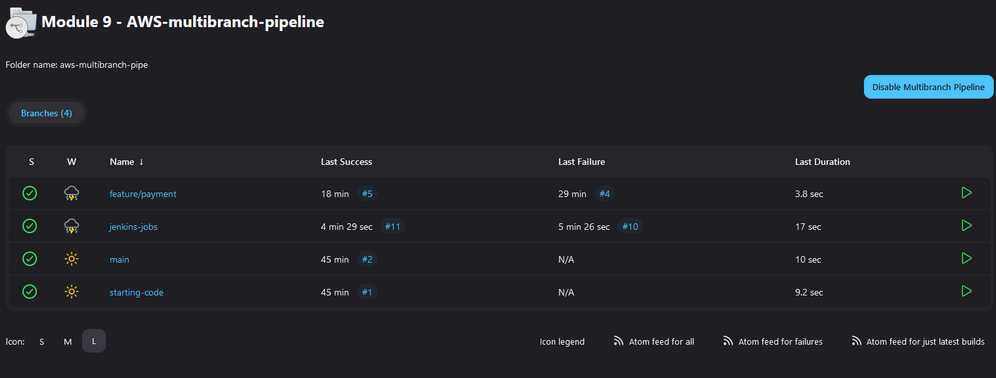 Module 9 - AWS-multibranch-pipeline
Folder name: aws-multibranch-pipe
Disable Multibranch Pipeline
Branches (4)
S W Name ↓ Last Success Last Failure Last Duration
feature/payment 18 min #5 29 min #4 3.8 sec
jenkins-jobs 4 min 29 sec #11 5 min 26 sec #10 17 sec
main 45 min #2 N/A 10 sec
starting-code 45 min #1 N/A 9.2 sec
Icon: S M L Icon legend Atom feed for all Atom feed for failures Atom feed for just latest builds